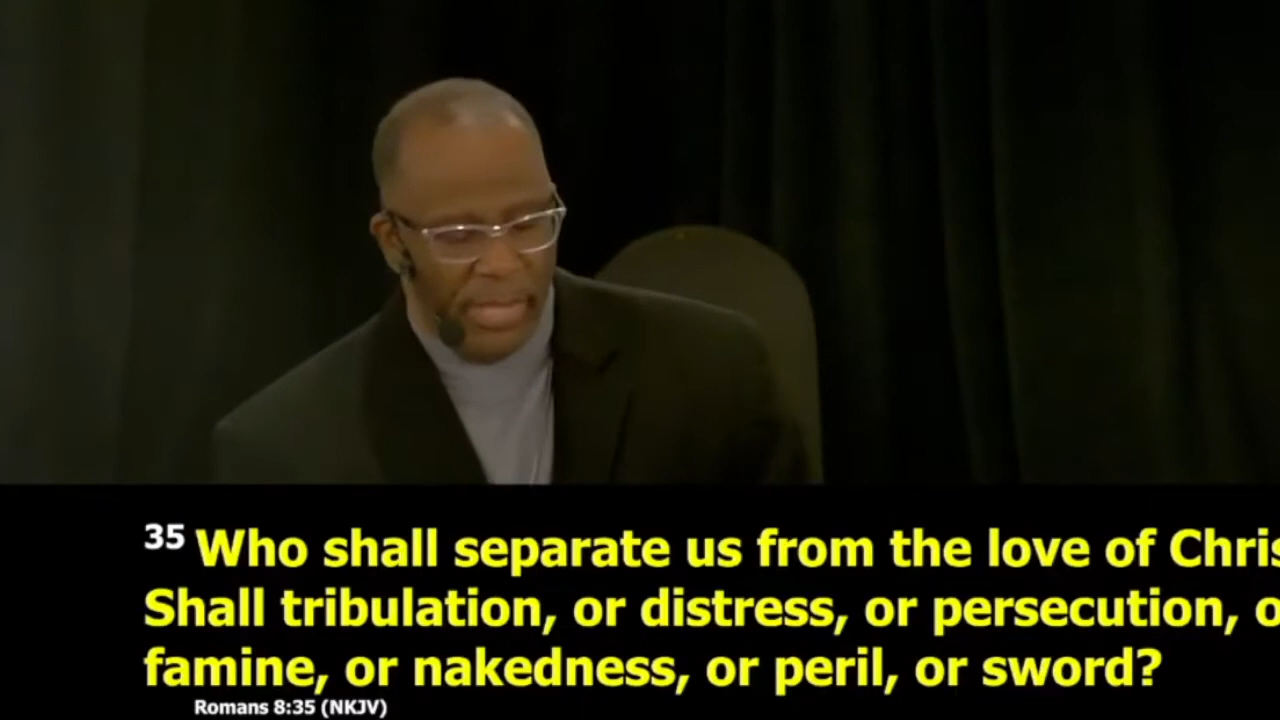 35 Who shall separate us from the love of Chris
Shall tribulation, or distress, or persecution, o
famine, or nakedness, or peril, or sword?
Romans 8:35 (NKJV)